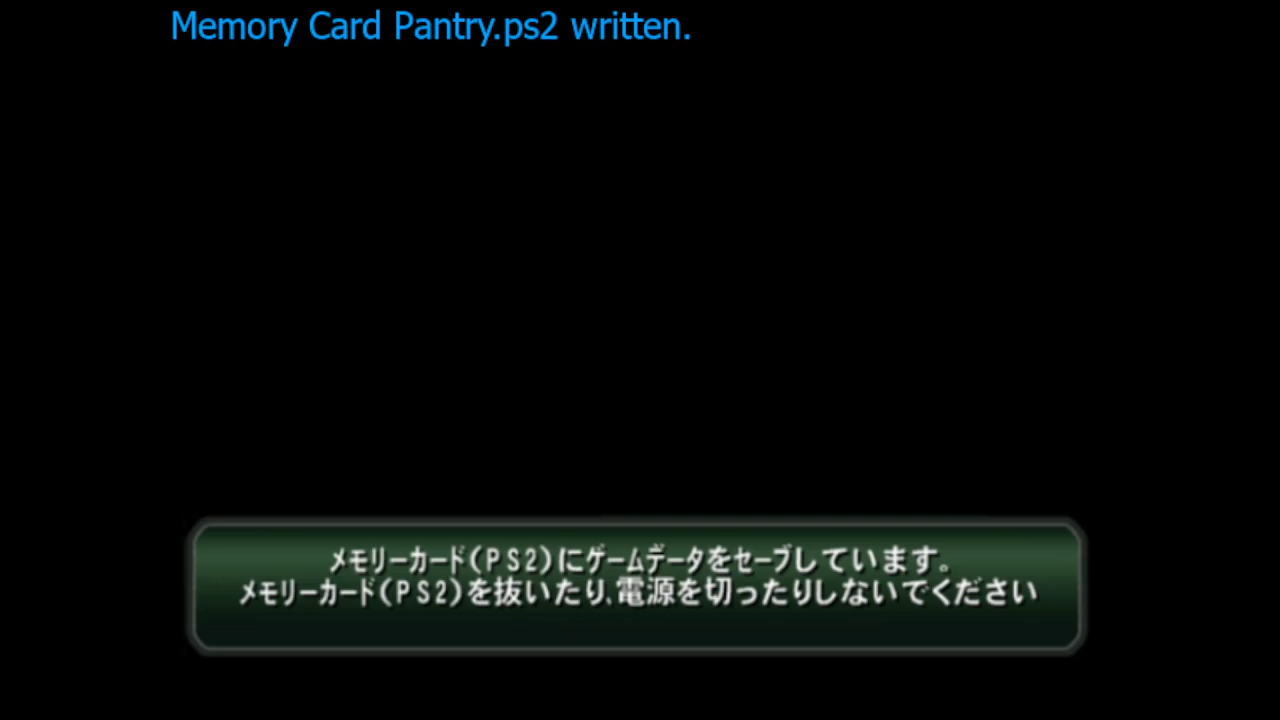 Memory Card Pantry.ps2 written.
メモリーカード(PS2)にゲームデータをセーブしています。
メモリーカード(PS2)を抜いたり､電源を切ったりしないでください